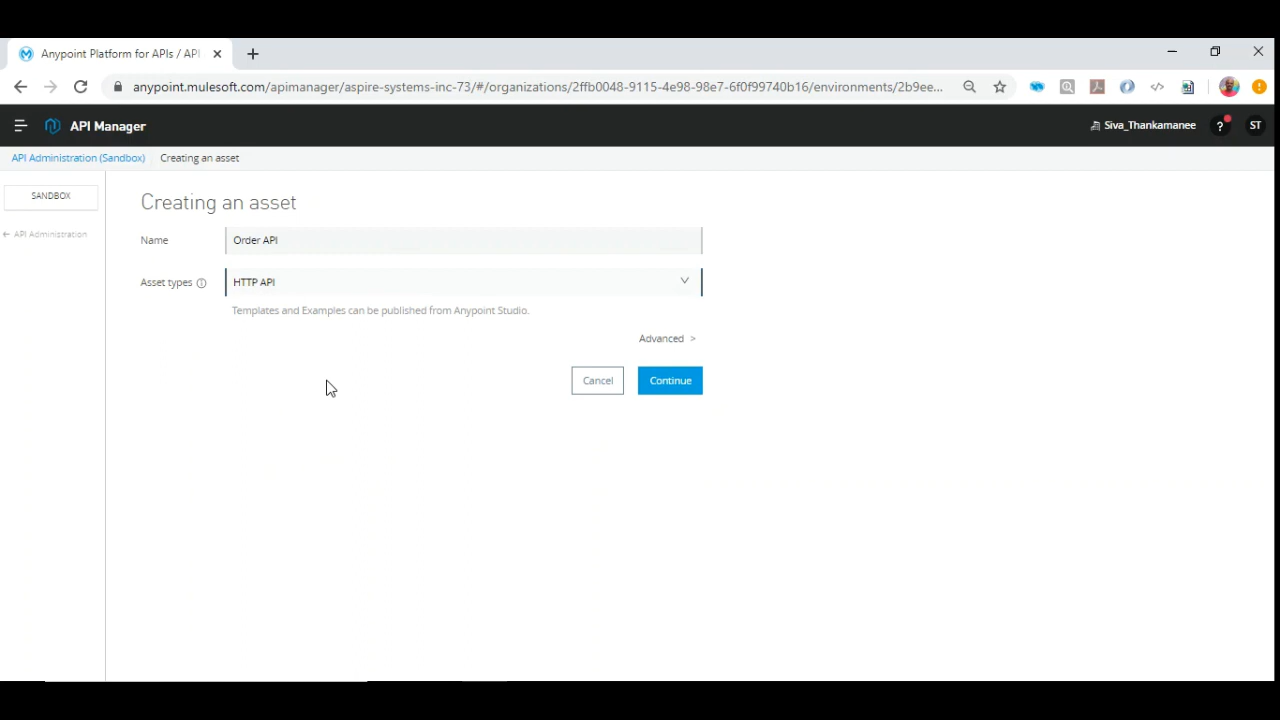 Anypoint Platform for APIs / API
anypoint.mulesoft.com/apimanager/aspire-systems-inc-73/#/organizations/2ffb0048-9115-4e98-98e7-6f0f99740b16/environments/2b9ee...
API Manager
Siva_Thankamanee
?
ST
API Administration (Sandbox)
Creating an asset
SANDBOX
← API Administration
Creating an asset
Name
Order API
Asset types
HTTP API
Templates and Examples can be published from Anypoint Studio.
Advanced >
Cancel
Continue